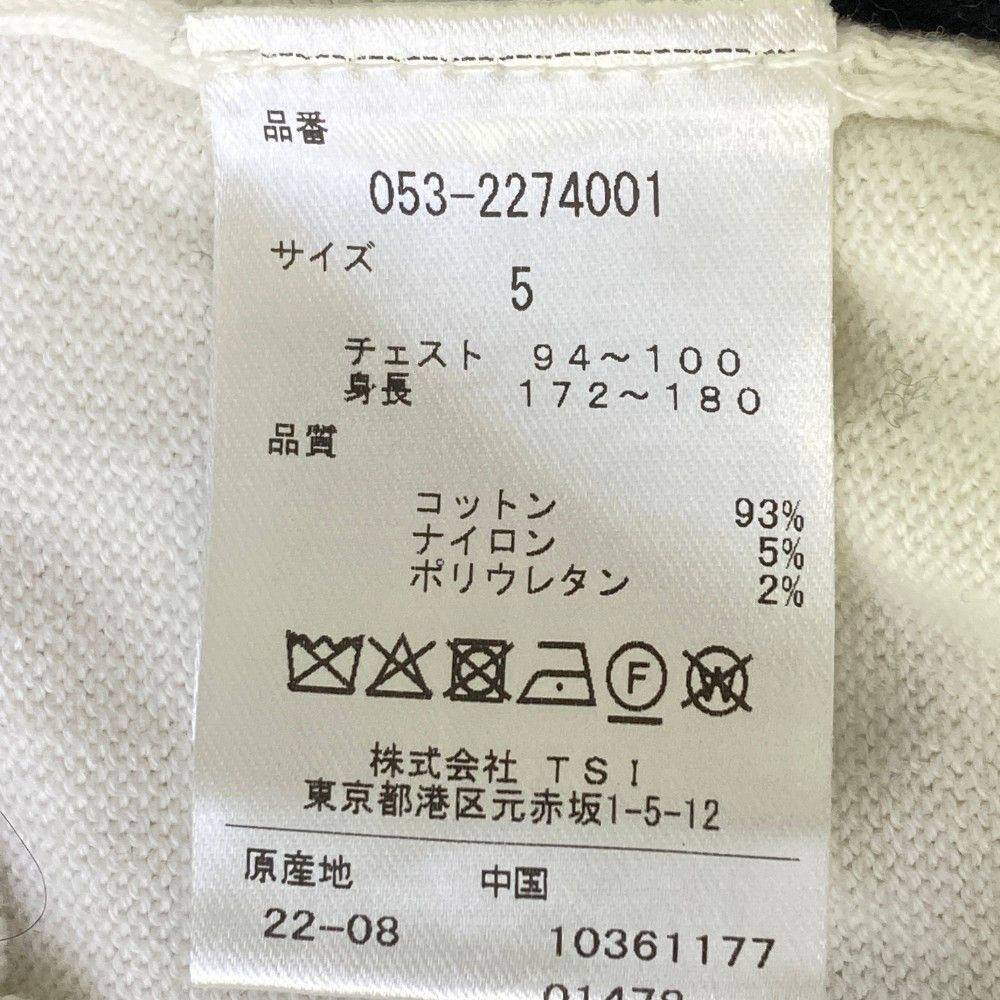 品番
053-2274001
サイズ
5
チェスト 94～100
身長 172～180
品質
コットン 93%
ナイロン 5%
ポリウレタン 2%
F W
株式会社 TSI
東京都港区元赤坂1-5-12
原産地 中国
22-08 10361177
01478